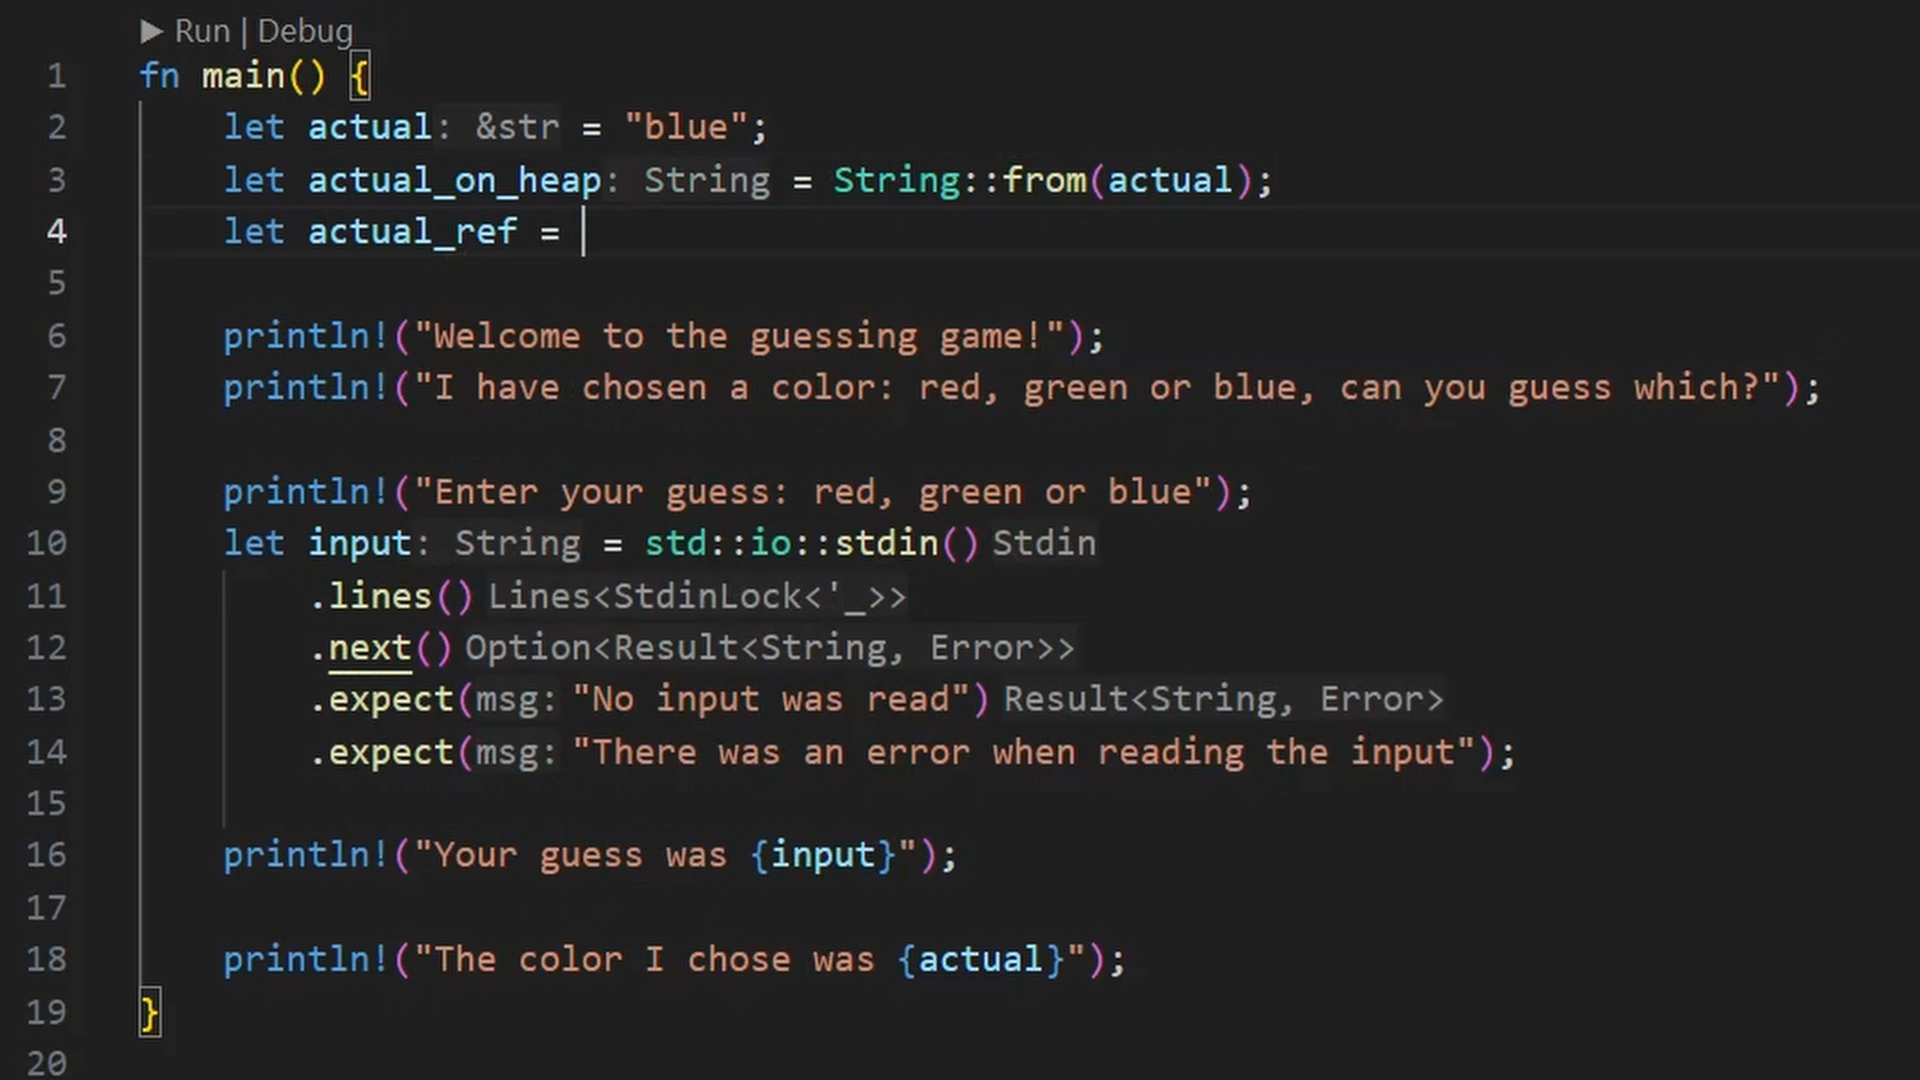 ▶ Run | Debug
1 fn main() {
2 let actual: &str = "blue";
3 let actual_on_heap: String = String::from(actual);
4 let actual_ref =
5
6 println!("Welcome to the guessing game!");
7 println!("I have chosen a color: red, green or blue, can you guess which?");
8
9 println!("Enter your guess: red, green or blue");
10 let input: String = std::io::stdin() Stdin
11 .lines() Lines<StdinLock<'_>>
12 .next() Option<Result<String, Error>>
13 .expect(msg: "No input was read") Result<String, Error>
14 .expect(msg: "There was an error when reading the input");
15
16 println!("Your guess was {input}");
17
18 println!("The color I chose was {actual}");
19 }
20